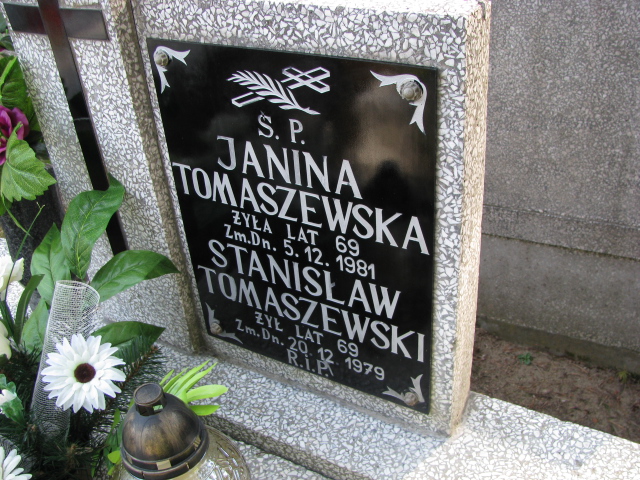 Ś. P.
JANINA
TOMASZEWSKA
ŻYŁA LAT 69
Zm. Dn. 5. 12. 1981
STANISŁAW
TOMASZEWSKI
ŻYŁ LAT 69
Zm. Dn. 20. 12. 1979
R. I. P.